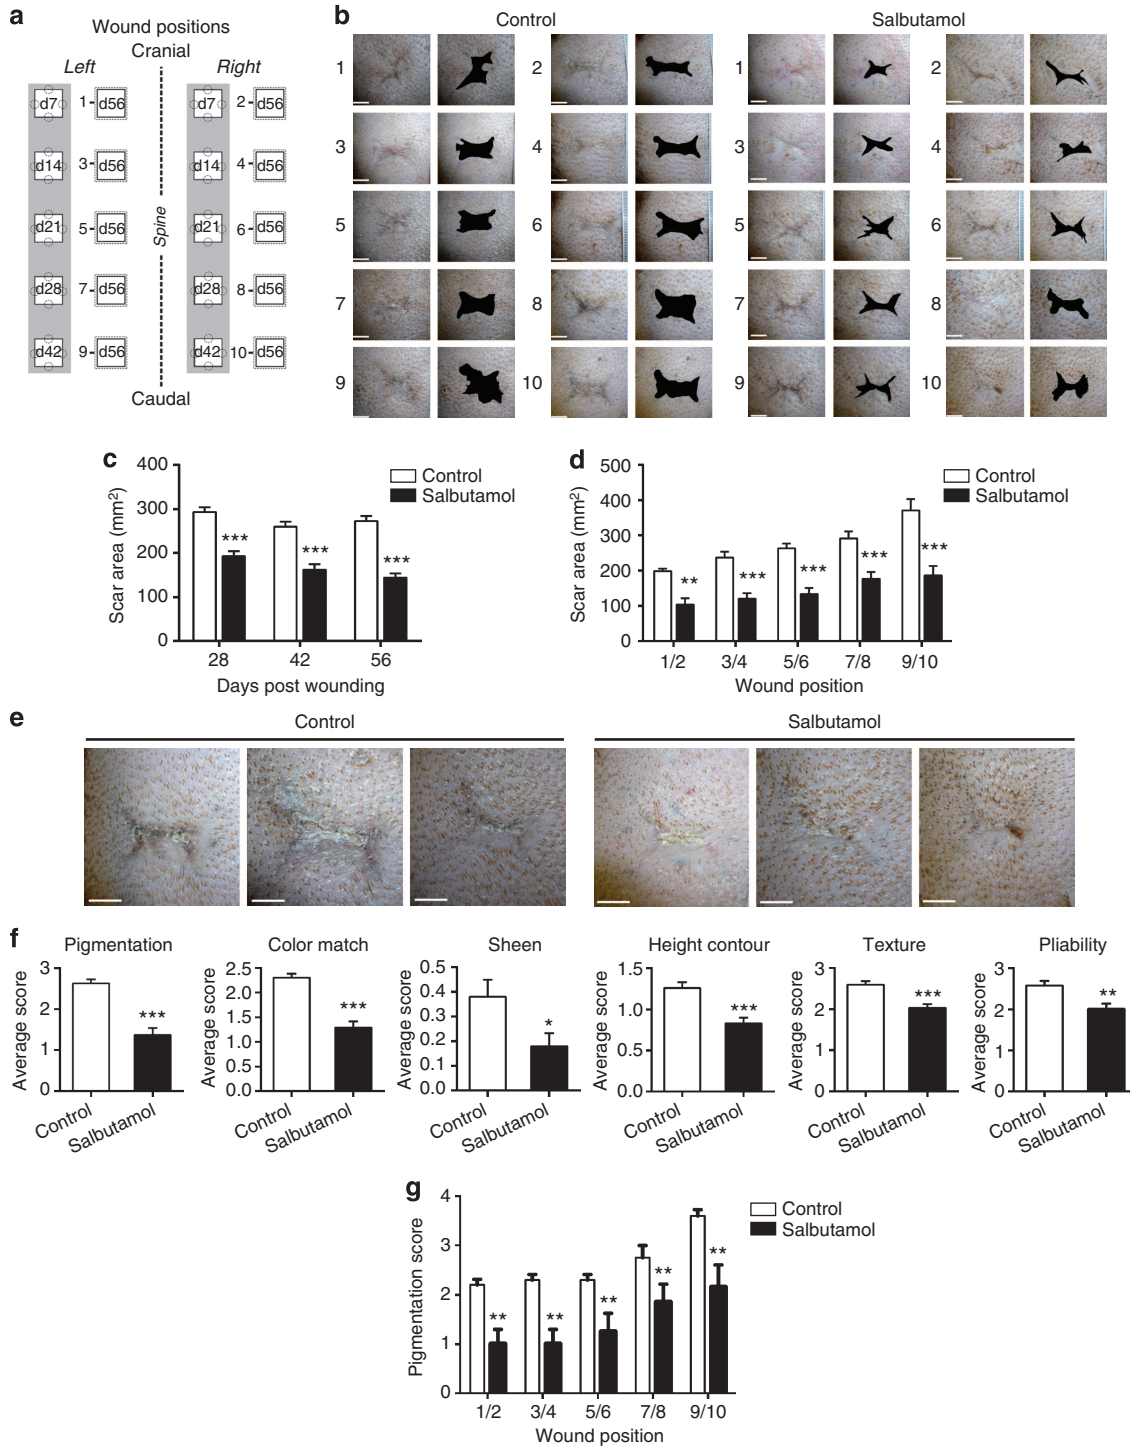 a
Wound positions
Cranial
Left Right
d7 1 d56 d7 2 d56
d14 3 d56 d14 4 d56
d21 5 d56 d21 6 d56
d28 7 d56 d28 8 d56
d42 9 d56 d42 10 d56
Spine
Caudal
b
Control Salbutamol
1 2 1 2
3 4 3 4
5 6 5 6
7 8 7 8
9 10 9 10
c
Scar area (mm²)
400
300
200
100
0
Control
Salbutamol
*** *** ***
28 42 56
Days post wounding
d
Scar area (mm²)
500
400
300
200
100
0
Control
Salbutamol
** *** *** *** ***
1/2 3/4 5/6 7/8 9/10
Wound position
e
Control Salbutamol
f
Pigmentation
Average score
3
2
1
0
***
Control Salbutamol
Color match
Average score
2.5
2.0
1.5
1.0
0.5
0.0
***
Control Salbutamol
Sheen
Average score
0.5
0.4
0.3
0.2
0.1
0.0
*
Control Salbutamol
Height contour
Average score
1.5
1.0
0.5
0.0
***
Control Salbutamol
Texture
Average score
3
2
1
0
***
Control Salbutamol
Pliability
Average score
3
2
1
0
**
Control Salbutamol
g
Pigmentation score
4
3
2
1
0
Control
Salbutamol
** ** ** ** **
1/2 3/4 5/6 7/8 9/10
Wound position